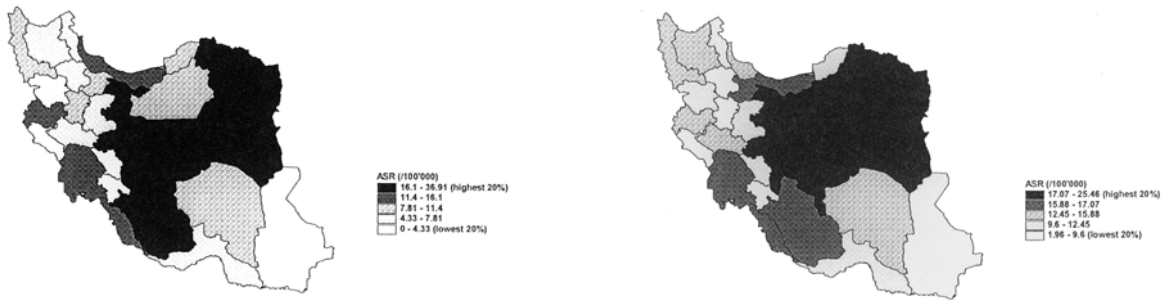 ASR (/100'000)
16.1 - 36.91 (highest 20%)
11.4 - 16.1
7.81 - 11.4
4.33 - 7.81
0 - 4.33 (lowest 20%)
ASR (/100'000)
17.07 - 25.46 (highest 20%)
15.88 - 17.07
12.45 - 15.88
9.6 - 12.45
1.96 - 9.6 (lowest 20%)